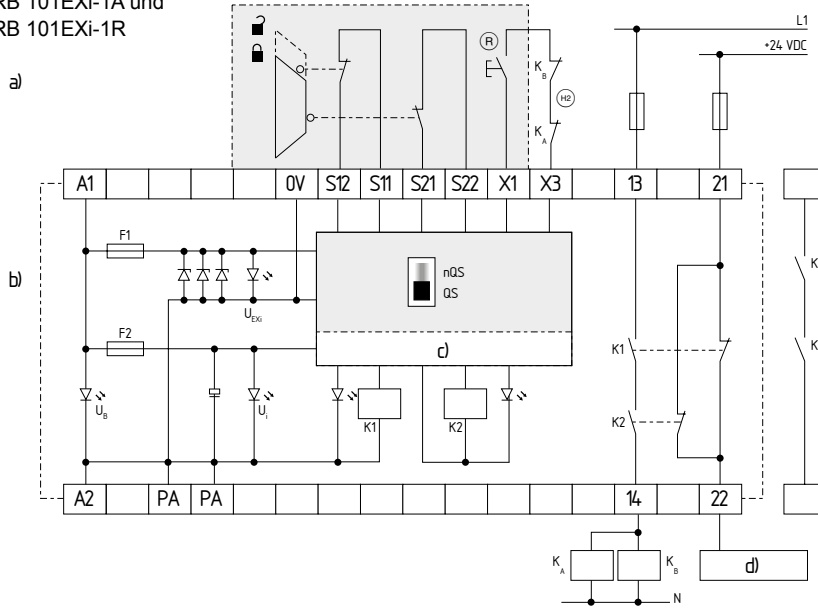 RB 101EXi-1A und
RB 101EXi-1R
L1
+24 VDC
a)
R
K B
H2
K A
A1 0V S12 S11 S21 S22 X1 X3 13 21
b)
F1
nQS
QS
U EXi
F2
c)
K1
K
K
U B
U i
K1
K2
K2
A2 PA PA 14 22
K A
K B
d)
N